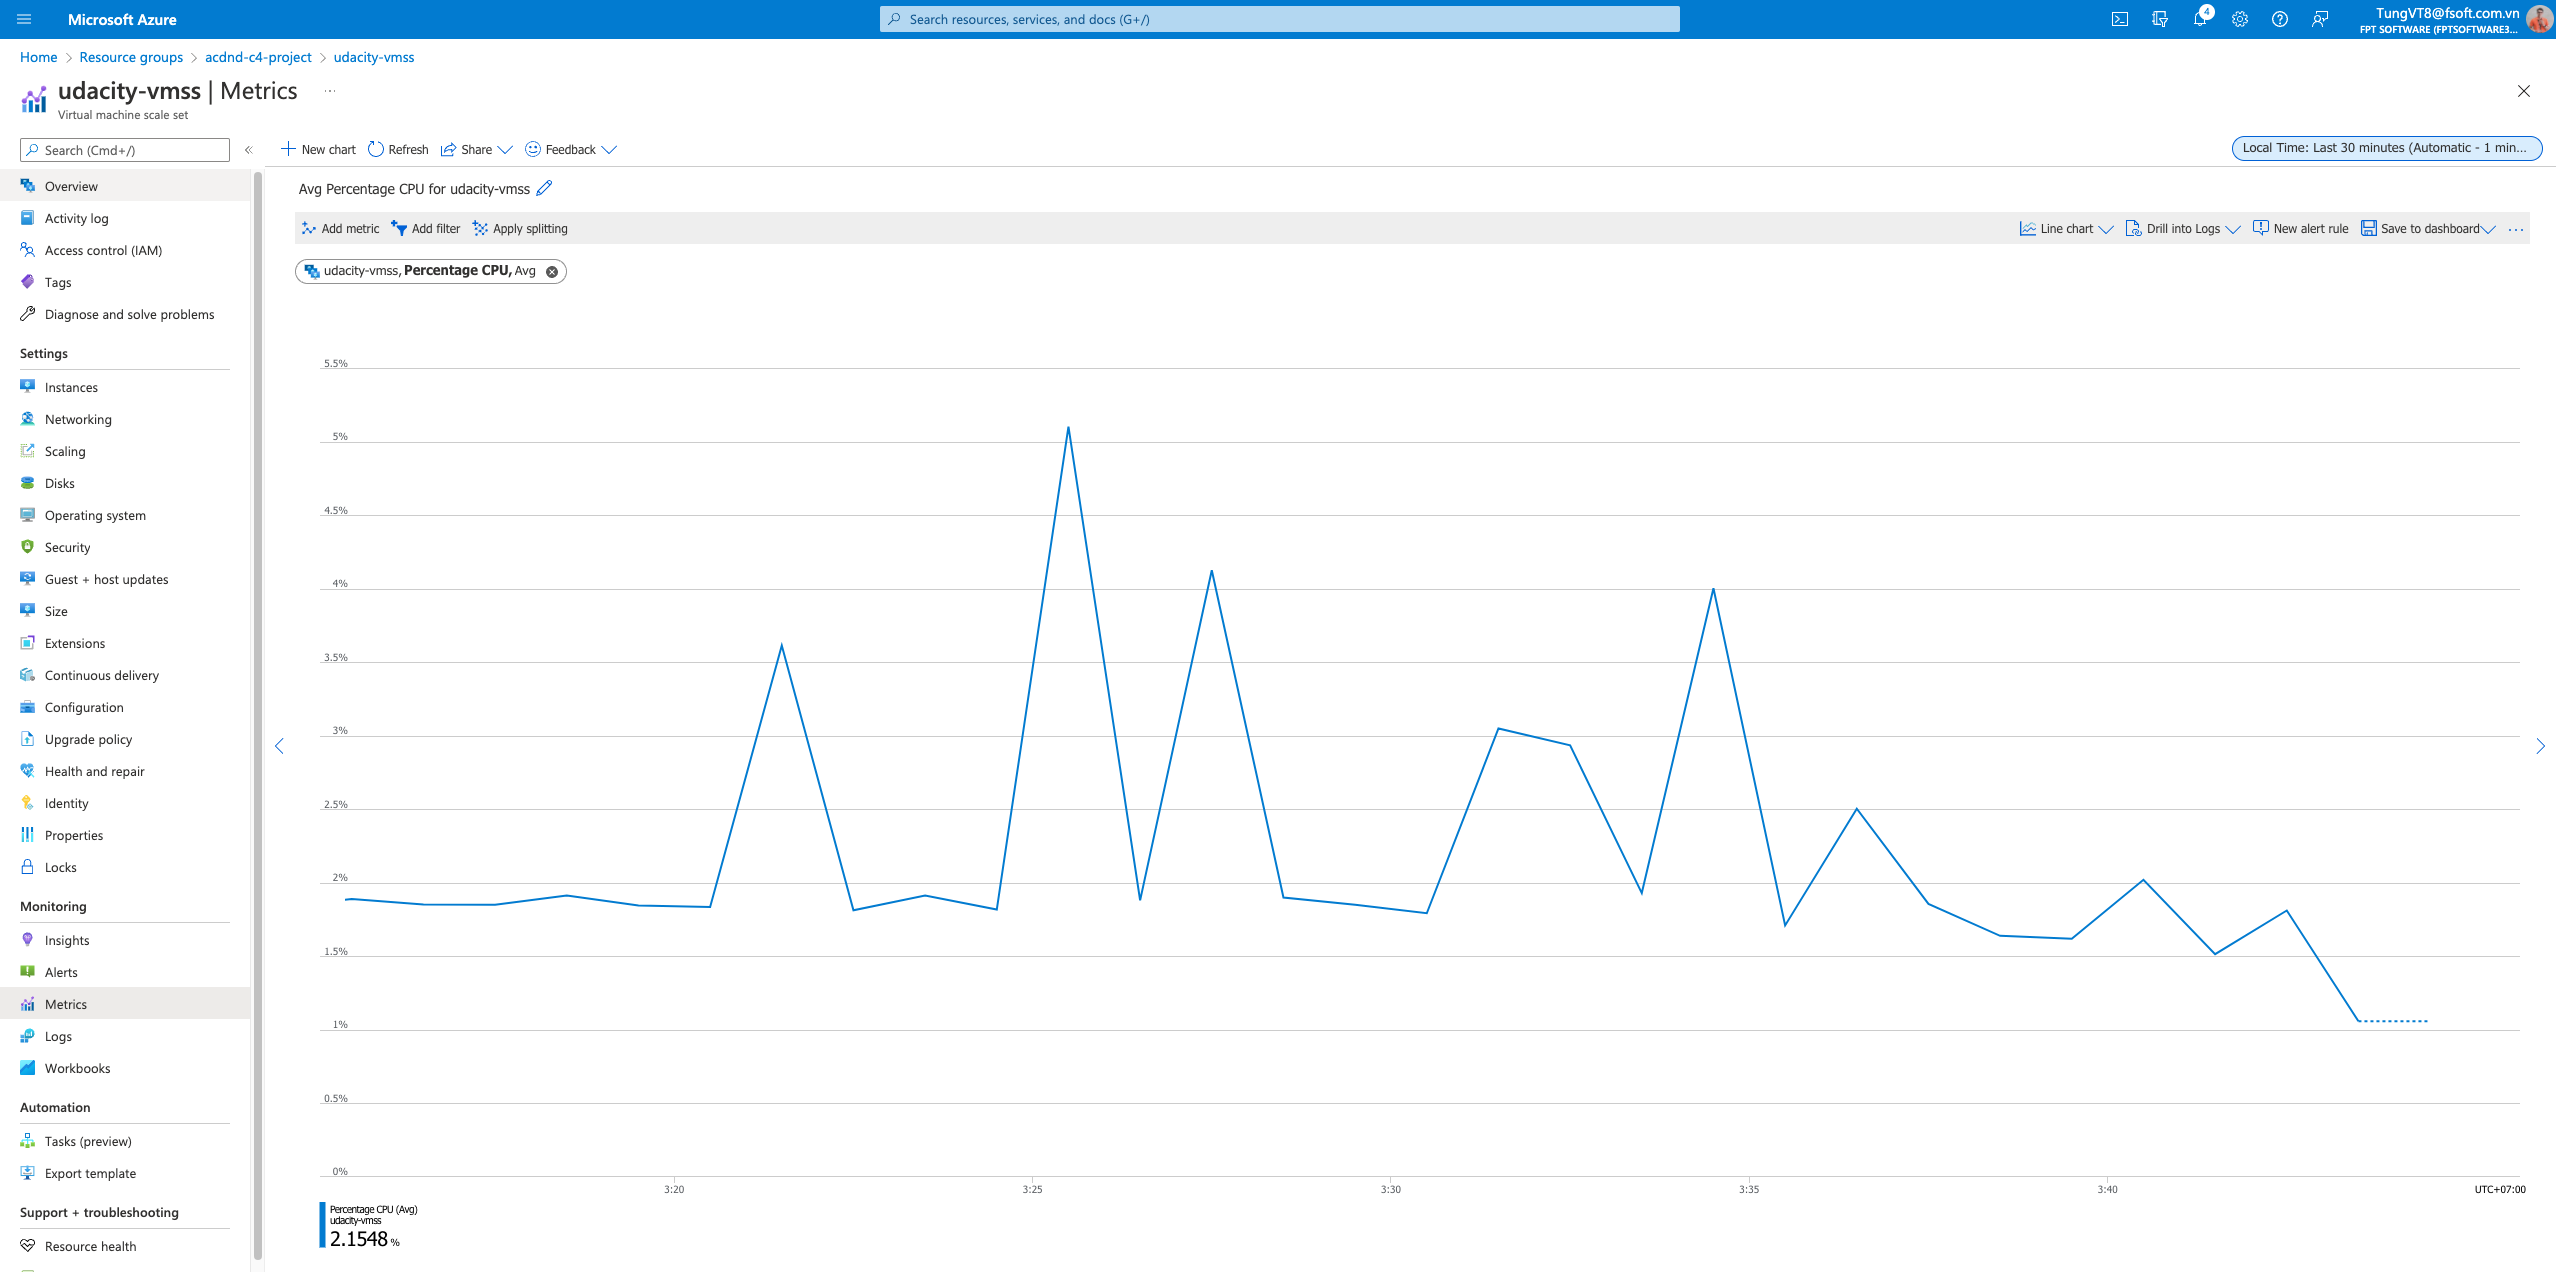 Microsoft Azure
Search resources, services, and docs (G+/)
4
TungVT8@fsoft.com.vn
FPT SOFTWARE (FPTSOFTWARE3...
Home > Resource groups > acdnd-c4-project > udacity-vmss
udacity-vmss | Metrics ...
Virtual machine scale set
Search (Cmd+/)
«
New chart
Refresh
Share
Feedback
Local Time: Last 30 minutes (Automatic - 1 min...
Overview
Activity log
Access control (IAM)
Tags
Diagnose and solve problems
Settings
Instances
Networking
Scaling
Disks
Operating system
Security
Guest + host updates
Size
Extensions
Continuous delivery
Configuration
Upgrade policy
Health and repair
Identity
Properties
Locks
Monitoring
Insights
Alerts
Metrics
Logs
Workbooks
Automation
Tasks (preview)
Export template
Support + troubleshooting
Resource health
Avg Percentage CPU for udacity-vmss
Add metric
Add filter
Apply splitting
Line chart
Drill into Logs
New alert rule
Save to dashboard
...
udacity-vmss, Percentage CPU, Avg
5.5%
5%
4.5%
4%
3.5%
3%
2.5%
2%
1.5%
1%
0.5%
0%
3:20
3:25
3:30
3:35
3:40
UTC+07:00
Percentage CPU (Avg)
udacity-vmss
2.1548 %